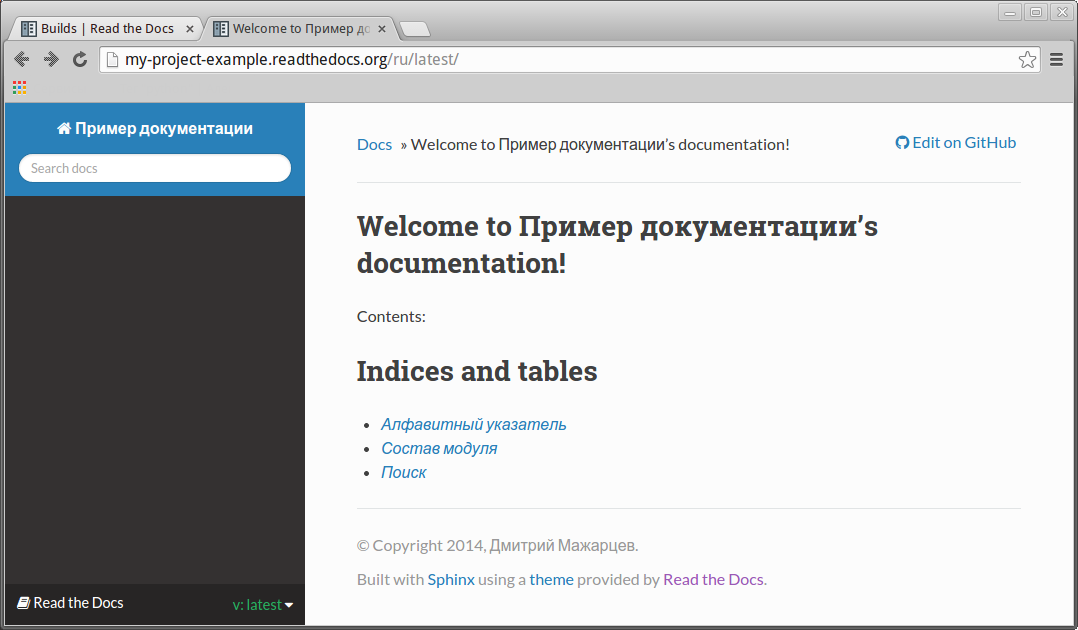 Builds | Read the Docs
Welcome to Пример до
my-project-example.readthedocs.org/ru/latest/
Пример документации
Search docs
Docs » Welcome to Пример документации’s documentation!
Edit on GitHub
Welcome to Пример документации’s
documentation!
Contents:
Indices and tables
Алфавитный указатель
Состав модуля
Поиск
© Copyright 2014, Дмитрий Мажарцев.
Built with Sphinx using a theme provided by Read the Docs.
Read the Docs
v: latest